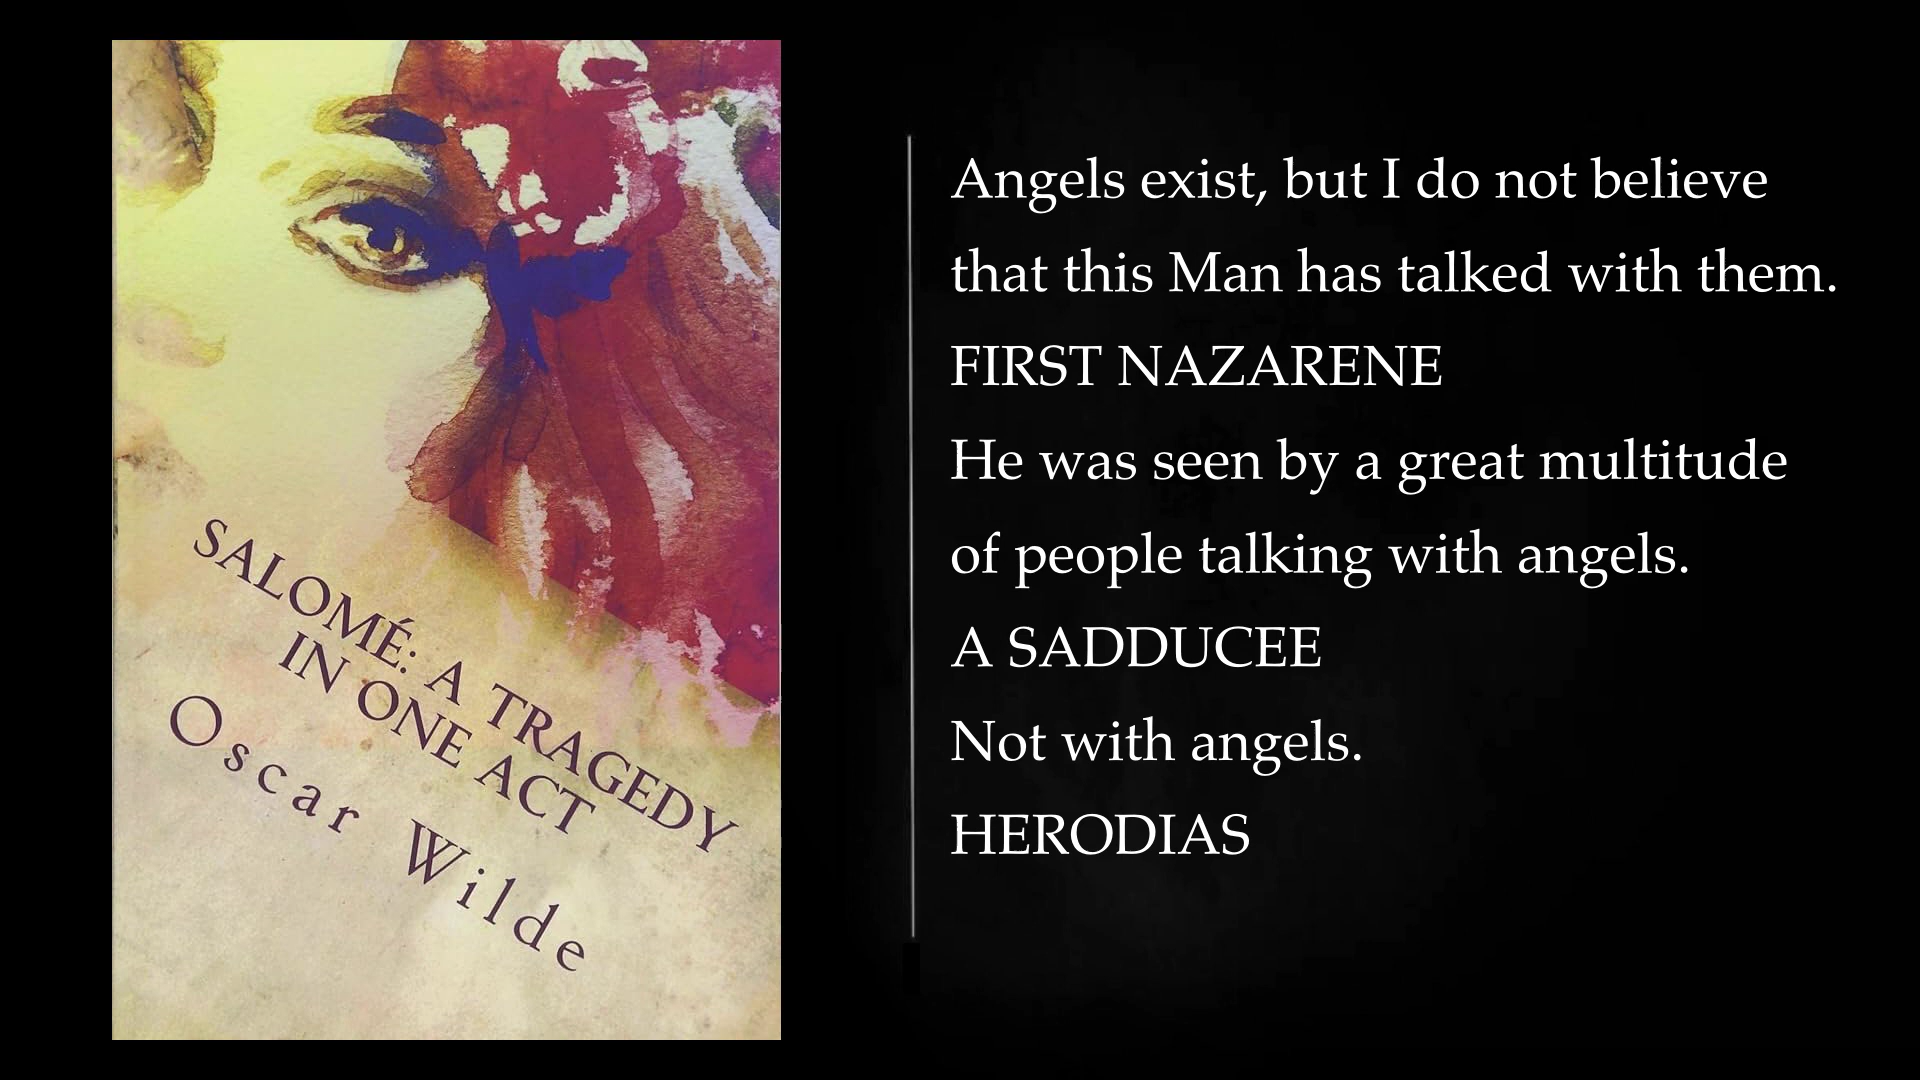 SALOMÉ: A TRAGEDY
IN ONE ACT
Oscar Wilde
Angels exist, but I do not believe
that this Man has talked with them.
FIRST NAZARENE
He was seen by a great multitude
of people talking with angels.
A SADDUCEE
Not with angels.
HERODIAS